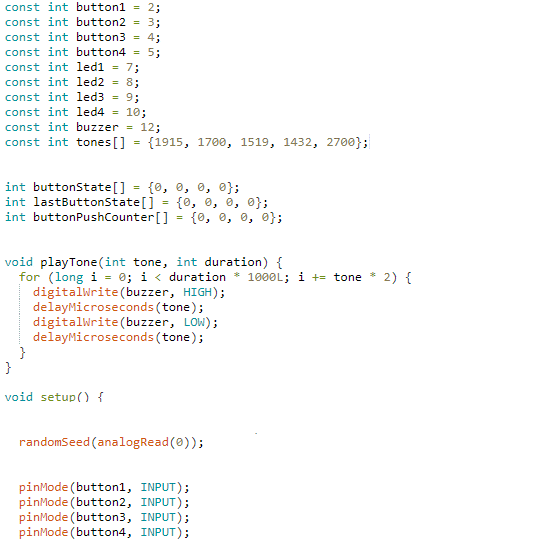 const int button1 = 2;
const int button2 = 3;
const int button3 = 4;
const int button4 = 5;
const int led1 = 7;
const int led2 = 8;
const int led3 = 9;
const int led4 = 10;
const int buzzer = 12;
const int tones[] = {1915, 1700, 1519, 1432, 2700};
int buttonState[] = {0, 0, 0, 0};
int lastButtonState[] = {0, 0, 0, 0};
int buttonPushCounter[] = {0, 0, 0, 0};
void playTone(int tone, int duration) {
  for (long i = 0; i < duration * 1000L; i += tone * 2) {
    digitalWrite(buzzer, HIGH);
    delayMicroseconds(tone);
    digitalWrite(buzzer, LOW);
    delayMicroseconds(tone);
  }
}
void setup() {
  randomSeed(analogRead(0));
  pinMode(button1, INPUT);
  pinMode(button2, INPUT);
  pinMode(button3, INPUT);
  pinMode(button4, INPUT);